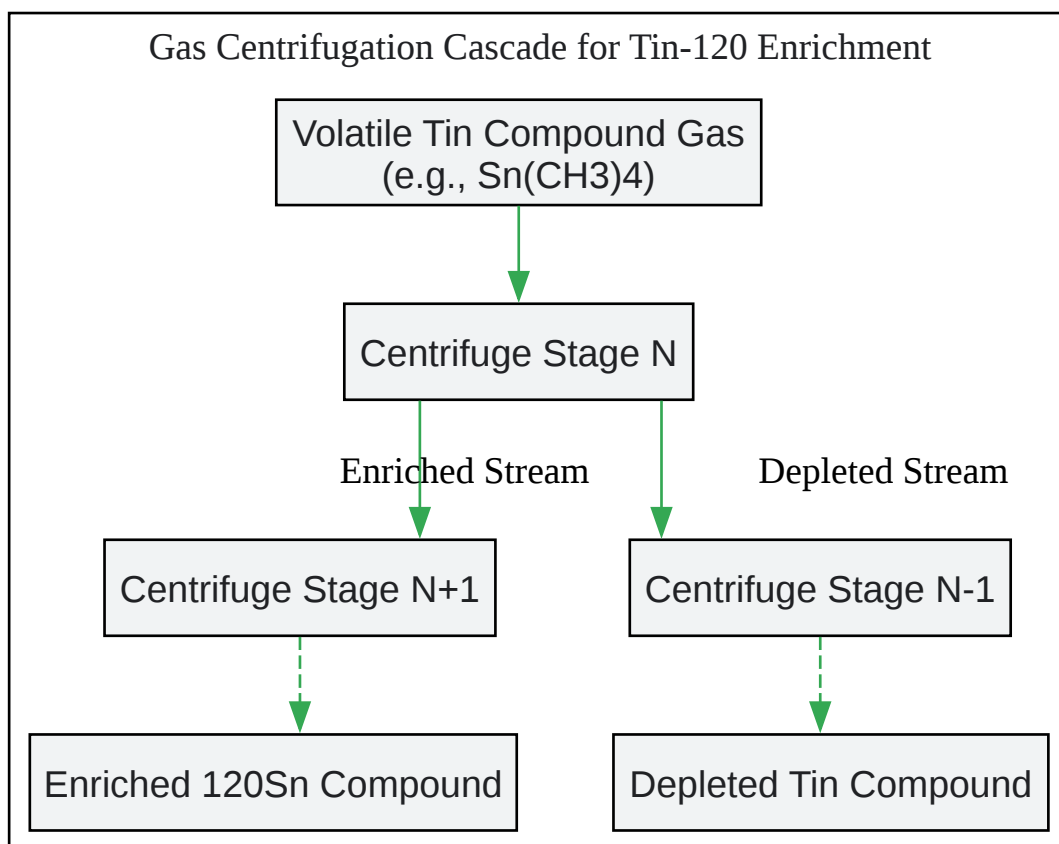 Gas Centrifugation Cascade for Tin-120 Enrichment
Volatile Tin Compound Gas
(e.g., Sn(CH3)4)
Centrifuge Stage N
Enriched Stream
Depleted Stream
Centrifuge Stage N+1
Centrifuge Stage N-1
Enriched 120Sn Compound
Depleted Tin Compound